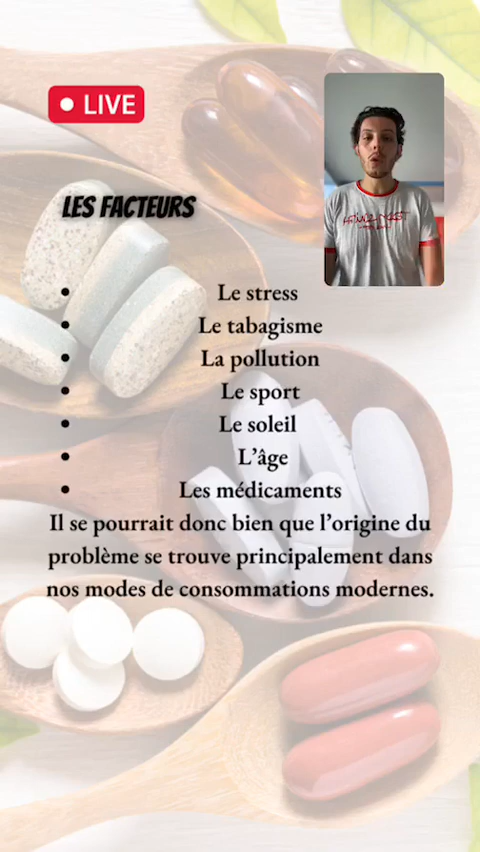 LIVE
LES FACTEURS
• Le stress
• Le tabagisme
• La pollution
• Le sport
• Le soleil
• L’âge
• Les médicaments
Il se pourrait donc bien que l’origine du
problème se trouve principalement dans
nos modes de consommations modernes.